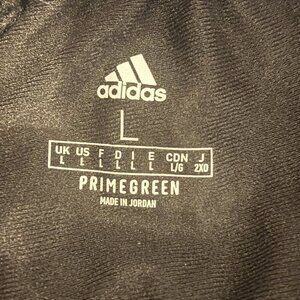 adidas
L
UK US F D I E CDN J
L L L L L L L/G 2XO
PRIMEGREEN
MADE IN JORDAN